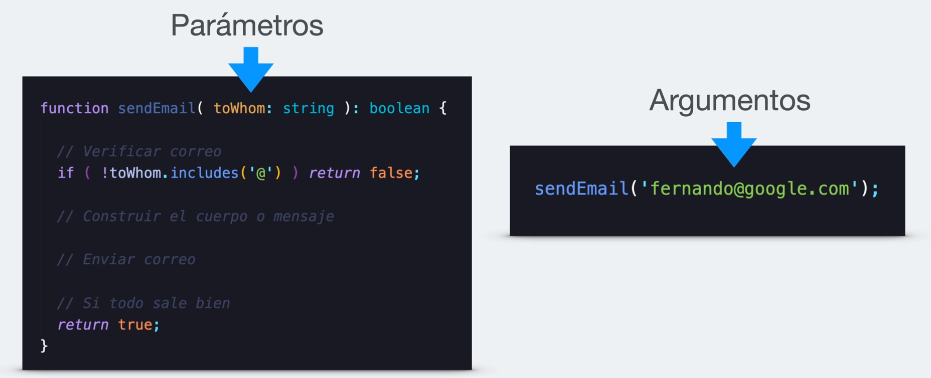 Parámetros
function sendEmail( toWhom: string ): boolean {
// Verificar correo
if ( !toWhom.includes('@') ) return false;
// Construir el cuerpo o mensaje
// Enviar correo
// Si todo sale bien
return true;
}
Argumentos
sendEmail('fernando@google.com');